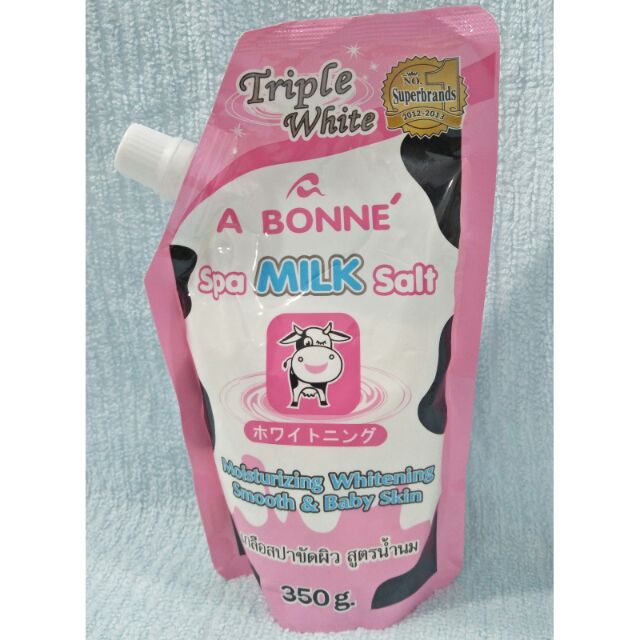 Triple
White
NO. 1
Superbrands
2012-2013
A BONNE´
Spa MILK Salt
ホワイトニング
Moisturizing Whitening
Smooth & Baby Skin
เกลือสปาขัดผิว สูตรน้ำนม
350 g.